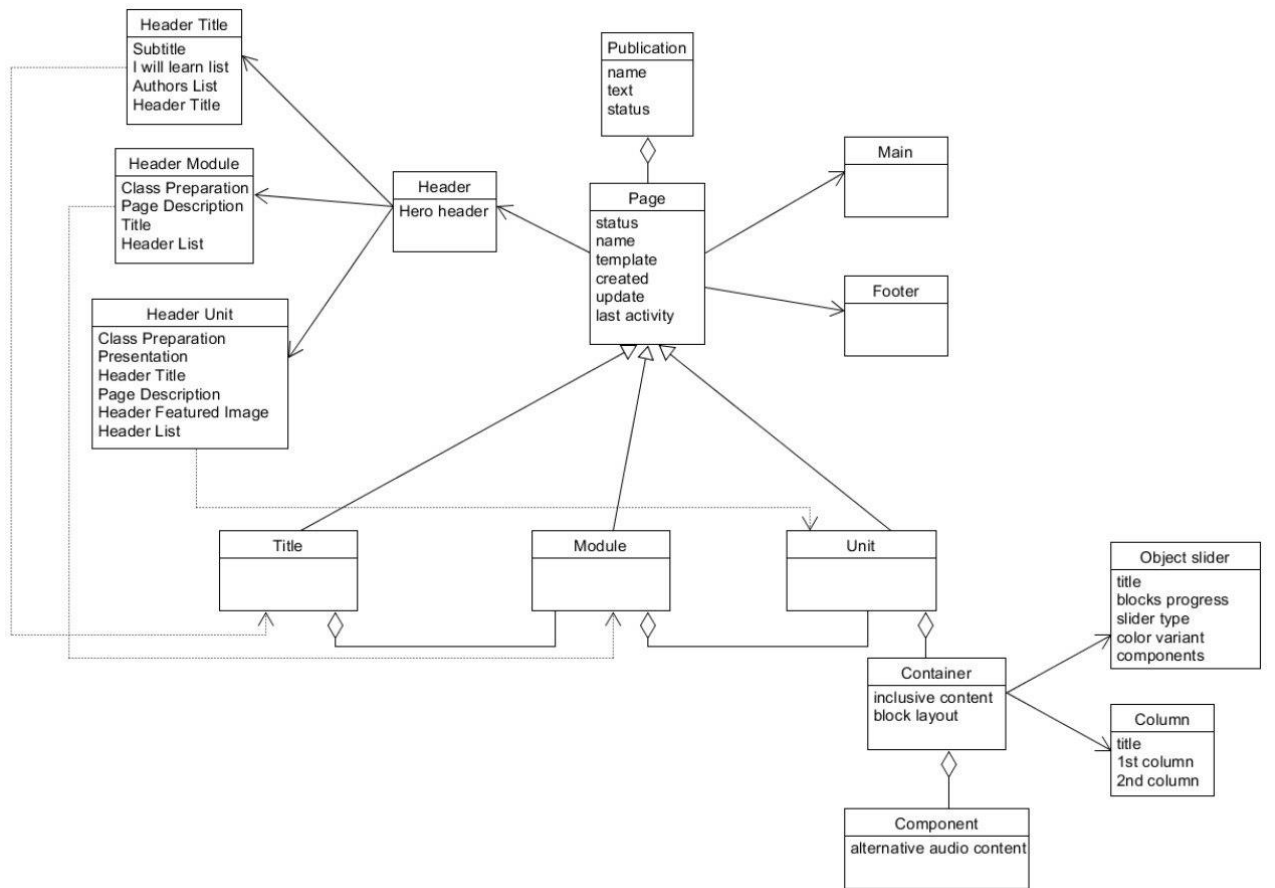 Header Title
Subtitle
I will learn list
Authors List
Header Title
Publication
name
text
status
Header Module
Class Preparation
Page Description
Title
Header List
Header
Hero header
Page
status
name
template
created
update
last activity
Main
Footer
Header Unit
Class Preparation
Presentation
Header Title
Page Description
Header Featured Image
Header List
Title
Module
Unit
Object slider
title
blocks progress
slider type
color variant
components
Container
inclusive content
block layout
Column
title
1st column
2nd column
Component
alternative audio content